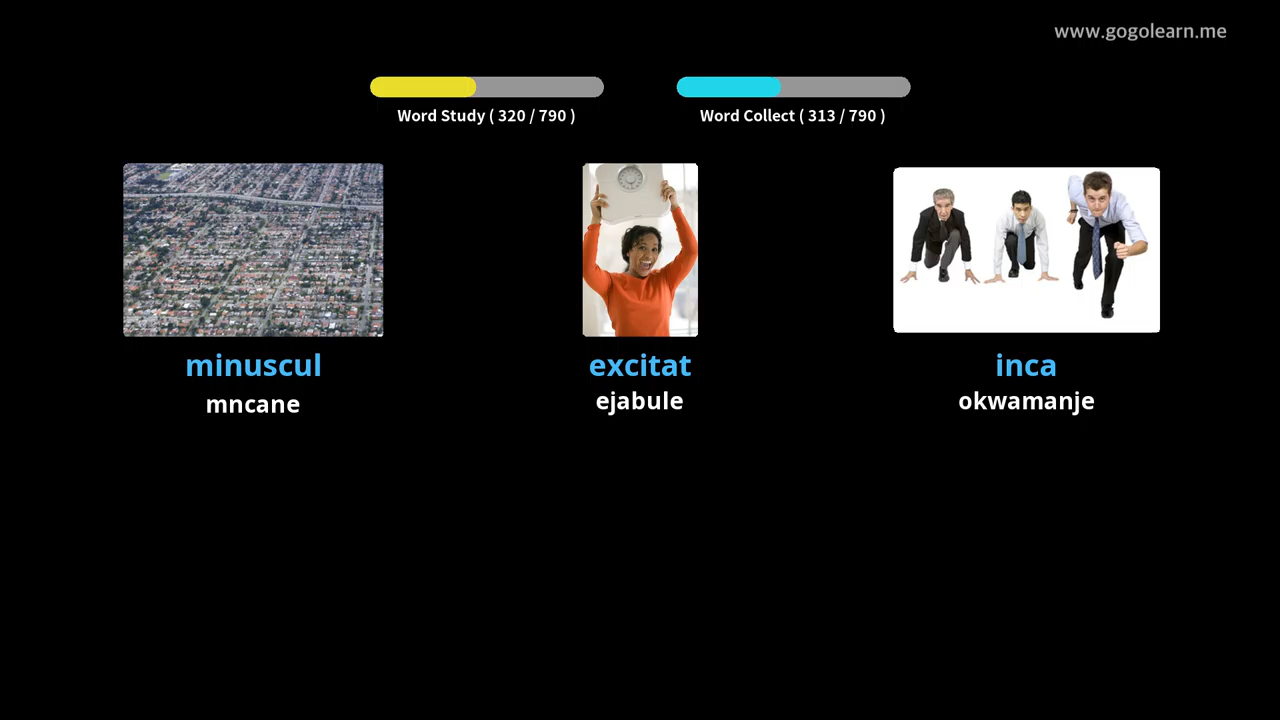 www.gogolearn.me
Word Study ( 320 / 790 )
Word Collect ( 313 / 790 )
minuscul
mncane
excitat
ejabule
inca
okwamanje